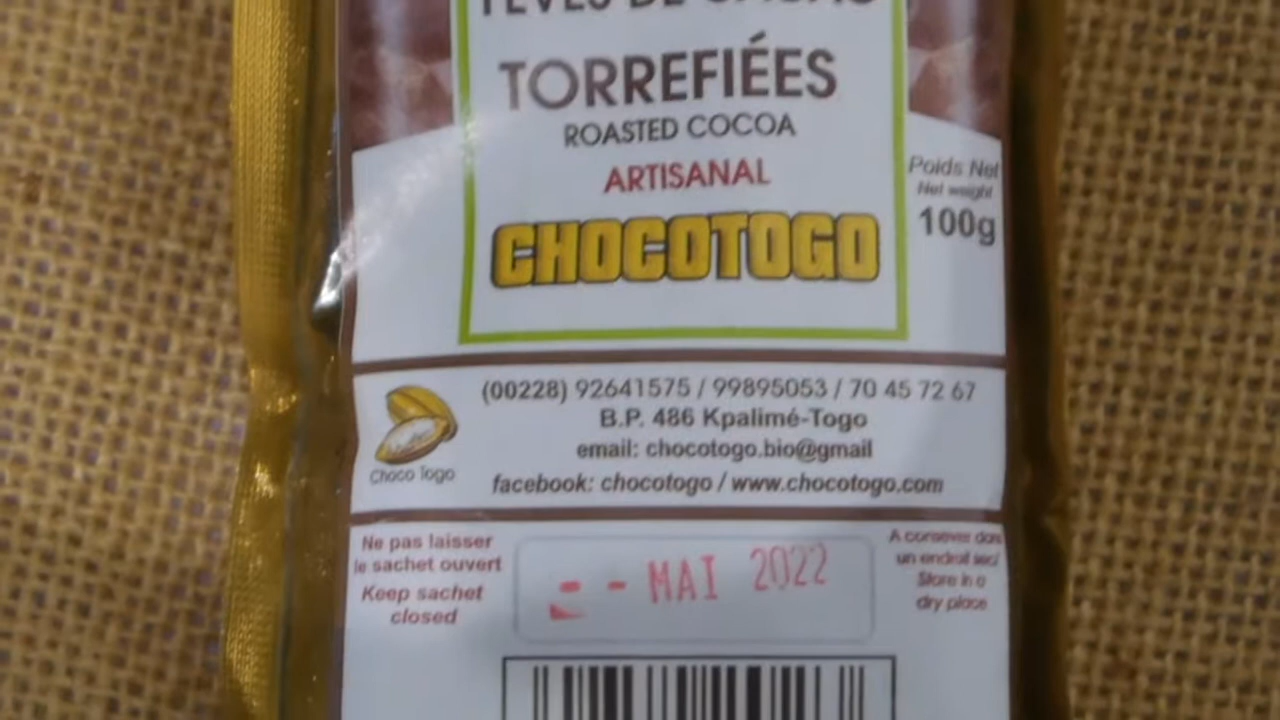 FEVES DE CACAO
TORREFIÉES
ROASTED COCOA
ARTISANAL
CHOCOTOGO
Poids Net
Net weight
100g
(00228) 92641575 / 99895053 / 70 45 72 67
B.P. 486 Kpalimé-Togo
email: chocotogo.bio@gmail
facebook: chocotogo / www.chocotogo.com
Choco Togo
Ne pas laisser
le sachet ouvert
Keep sachet
closed
- - MAI 2022
A conserver dans
un endroit sec/
Store in a
dry place